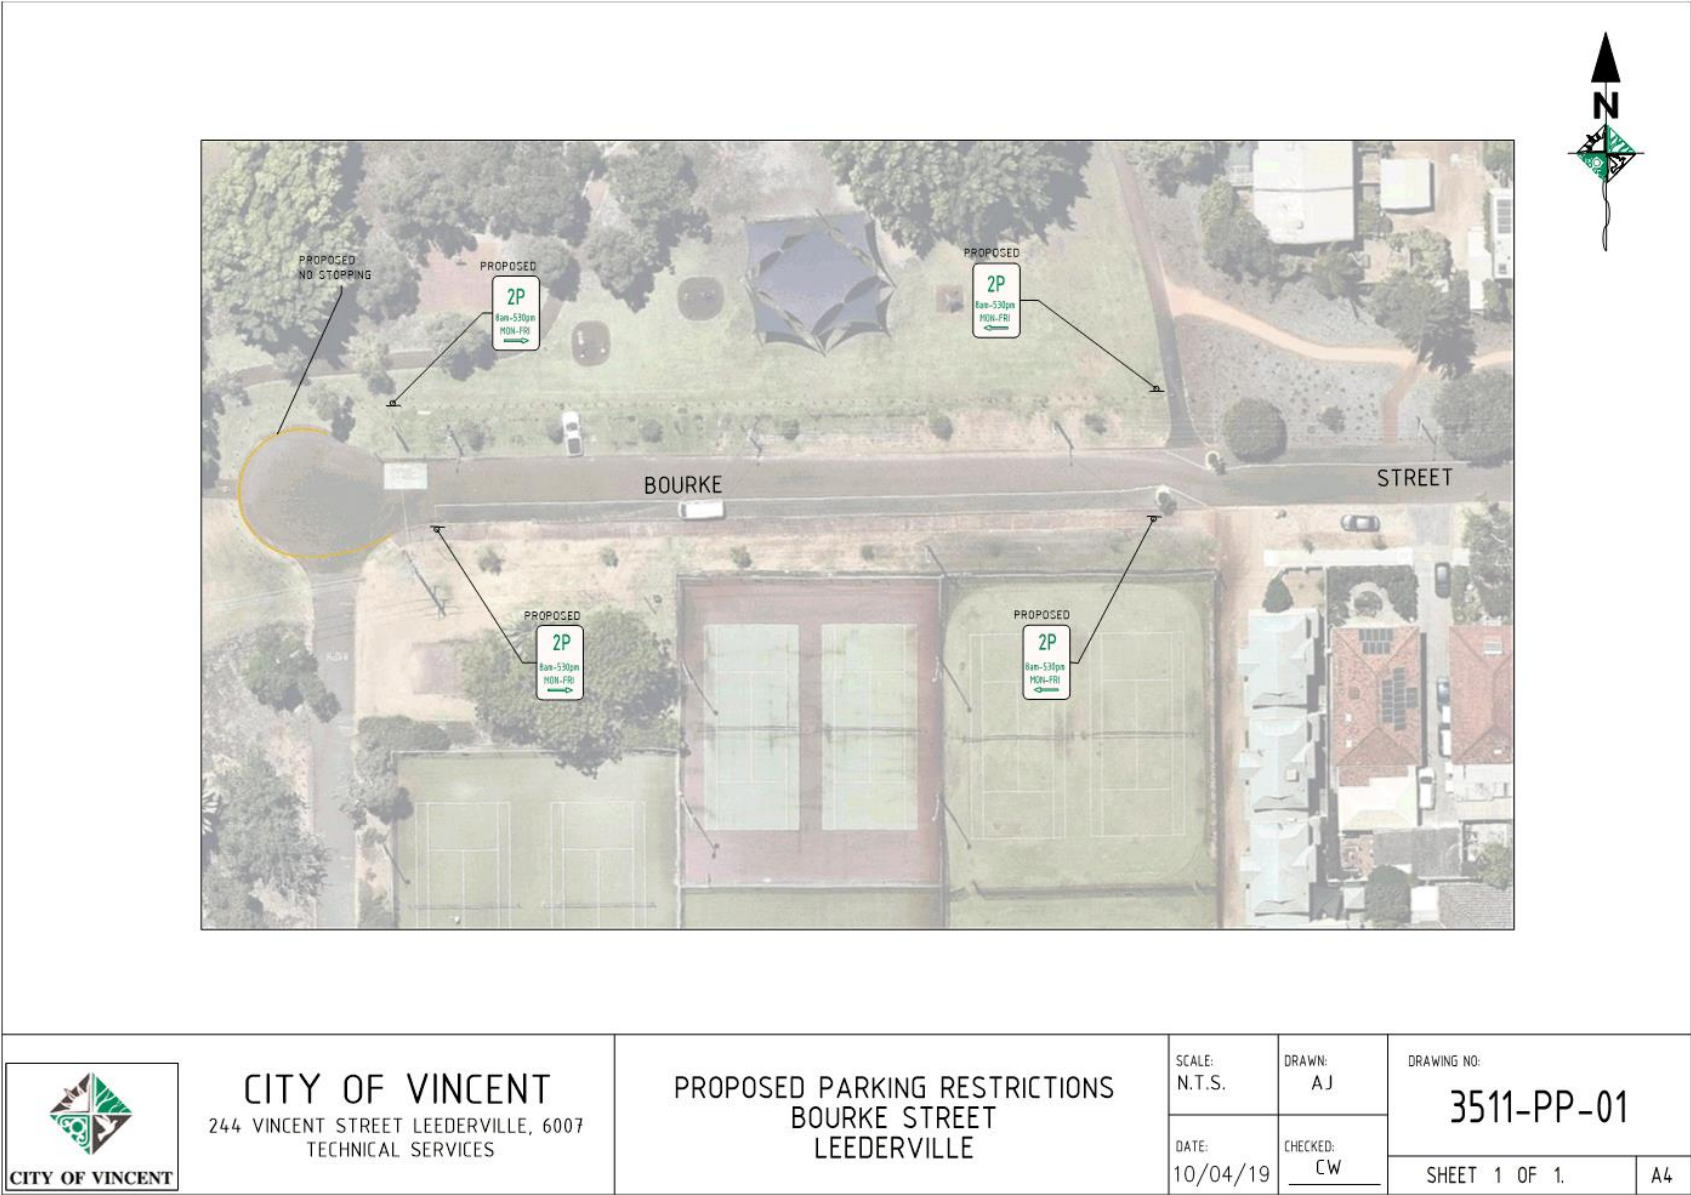 N
PROPOSED
NO STOPPING
PROPOSED
2P
8am-530pm
MON-FRI
PROPOSED
2P
8am-530pm
MON-FRI
BOURKE
STREET
PROPOSED
2P
8am-530pm
MON-FRI
PROPOSED
2P
8am-530pm
MON-FRI
CITY OF VINCENT
CITY OF VINCENT
244 VINCENT STREET LEEDERVILLE, 6007
TECHNICAL SERVICES
PROPOSED PARKING RESTRICTIONS
BOURKE STREET
LEEDERVILLE
SCALE:
N.T.S.
DRAWN:
AJ
DATE:
10/04/19
CHECKED:
CW
DRAWING NO:
3511-PP-01
SHEET 1 OF 1.
A4